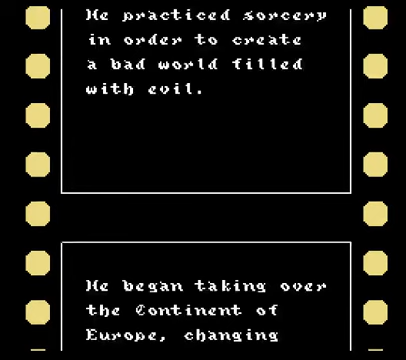 He practiced sorcery
in order to create
a bad world filled
with evil.
He began taking over
the Continent of
Europe, changing